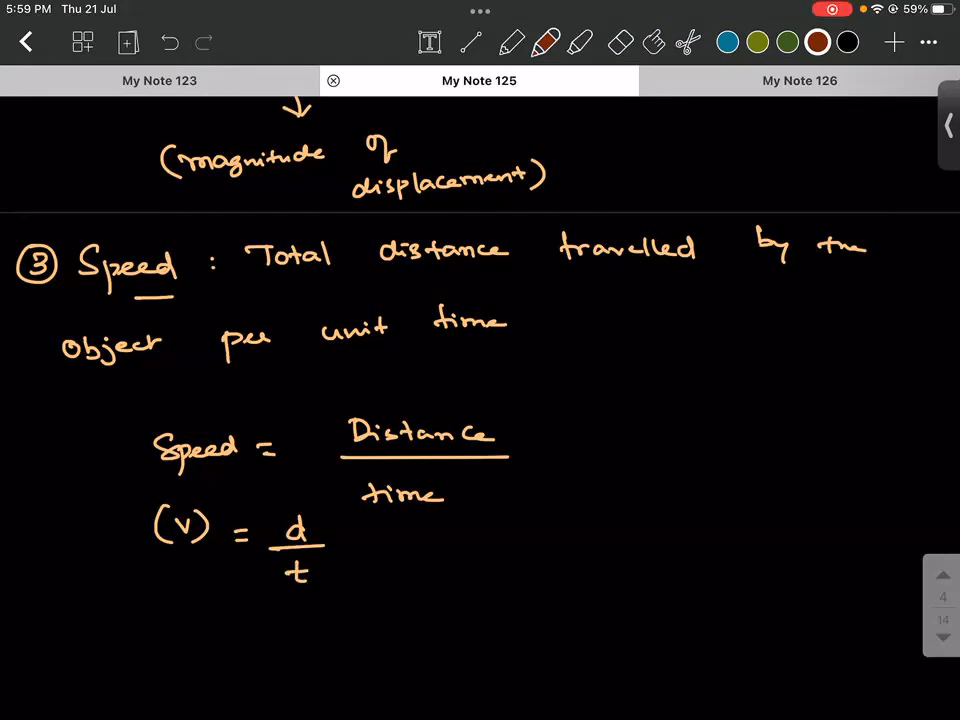 5:59 PM Thu 21 Jul
59%
My Note 123
My Note 125
My Note 126
(magnitude of
displacement)
③ Speed : Total distance travelled by the
object per unit time
Speed = Distance
time
(v) = d
t
4
14